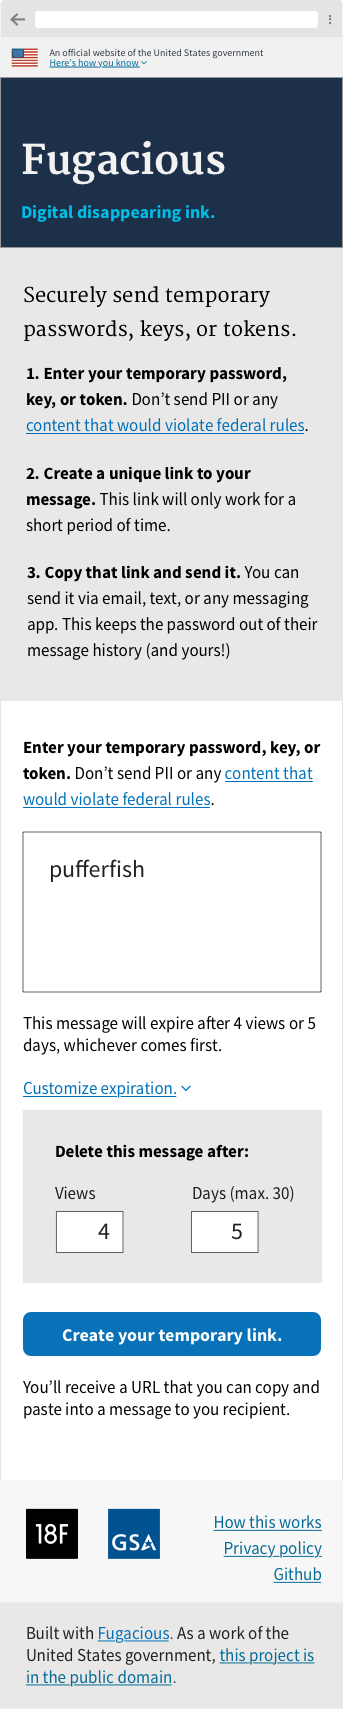 An official website of the United States government
Here's how you know
Fugacious
Digital disappearing ink.
Securely send temporary
passwords, keys, or tokens.
1. Enter your temporary password,
key, or token. Don't send PII or any
content that would violate federal rules.
2. Create a unique link to your
message. This link will only work for a
short period of time.
3. Copy that link and send it. You can
send it via email, text, or any messaging
app. This keeps the password out of their
message history (and yours!)
Enter your temporary password, key, or
token. Don't send PII or any content that
would violate federal rules.
pufferfish
This message will expire after 4 views or 5
days, whichever comes first.
Customize expiration.
Delete this message after:
Views Days (max. 30)
4 5
Create your temporary link.
You'll receive a URL that you can copy and
paste into a message to you recipient.
18F GSA
How this works
Privacy policy
Github
Built with Fugacious. As a work of the
United States government, this project is
in the public domain.